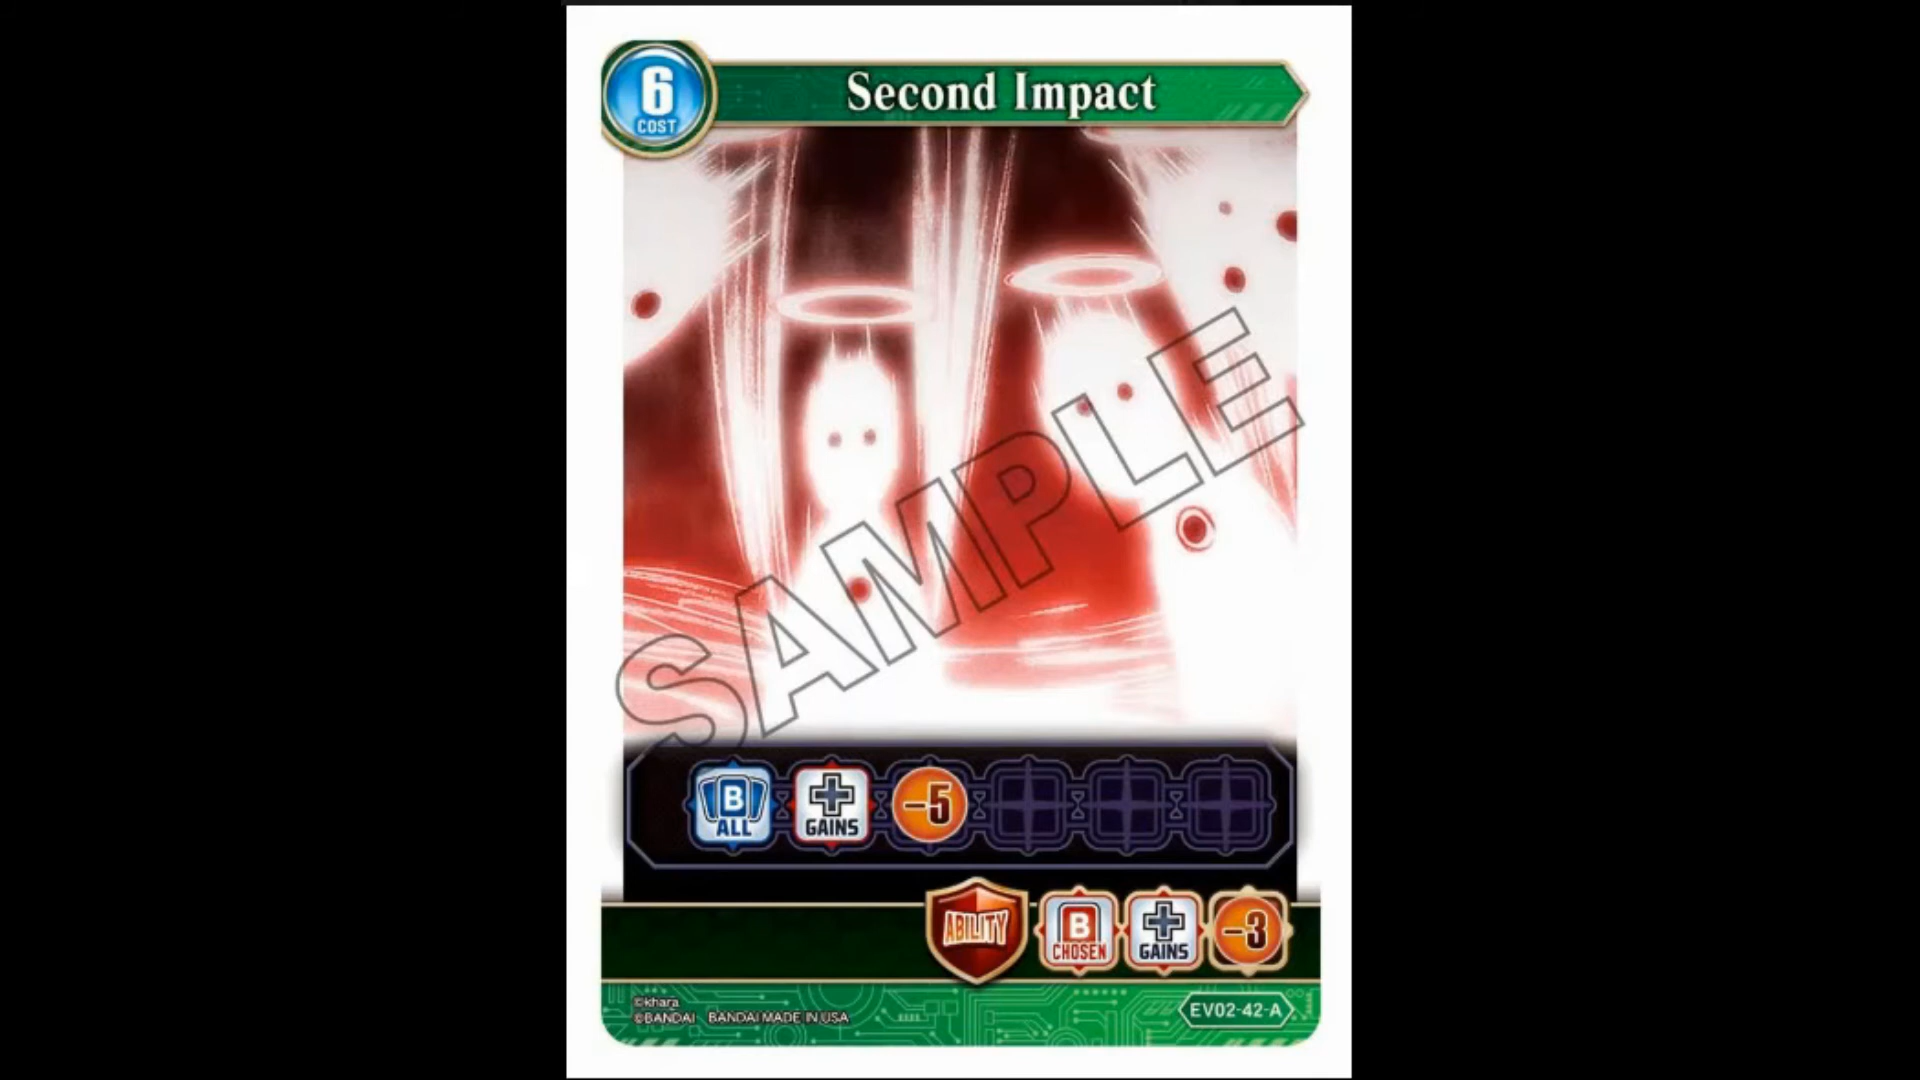 6
COST
Second Impact
SAMPLE
B
ALL
GAINS
-5
ABILITY
B
CHOSEN
GAINS
-3
©khara
©BANDAI BANDAI MADE IN USA
EV02-42-A